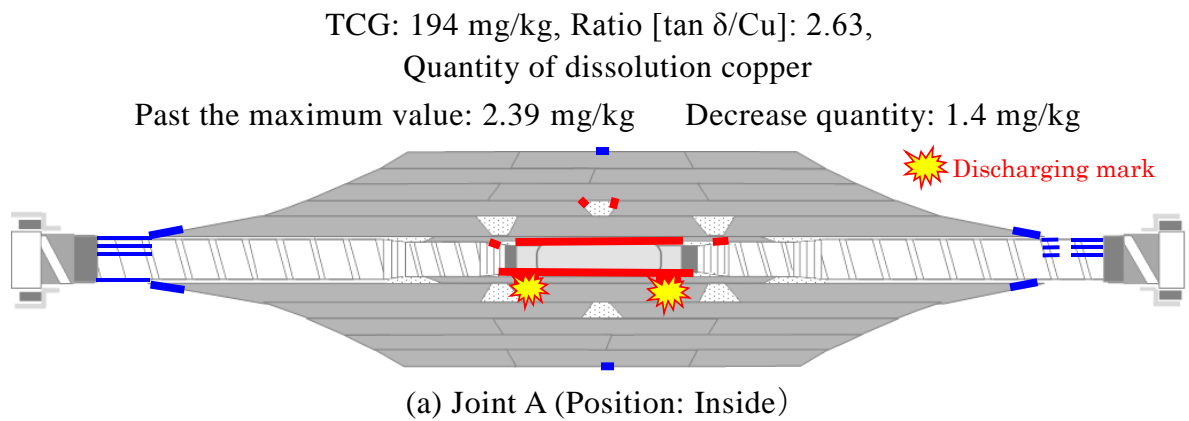 TCG: 194 mg/kg, Ratio [tan δ/Cu]: 2.63,
Quantity of dissolution copper
Past the maximum value: 2.39 mg/kg Decrease quantity: 1.4 mg/kg
Discharging mark
(a) Joint A (Position: Inside）